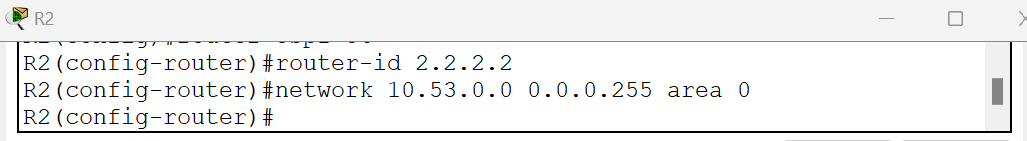 R2
R2(config-router)#router-id 2.2.2.2
R2(config-router)#network 10.53.0.0 0.0.0.255 area 0
R2(config-router)#